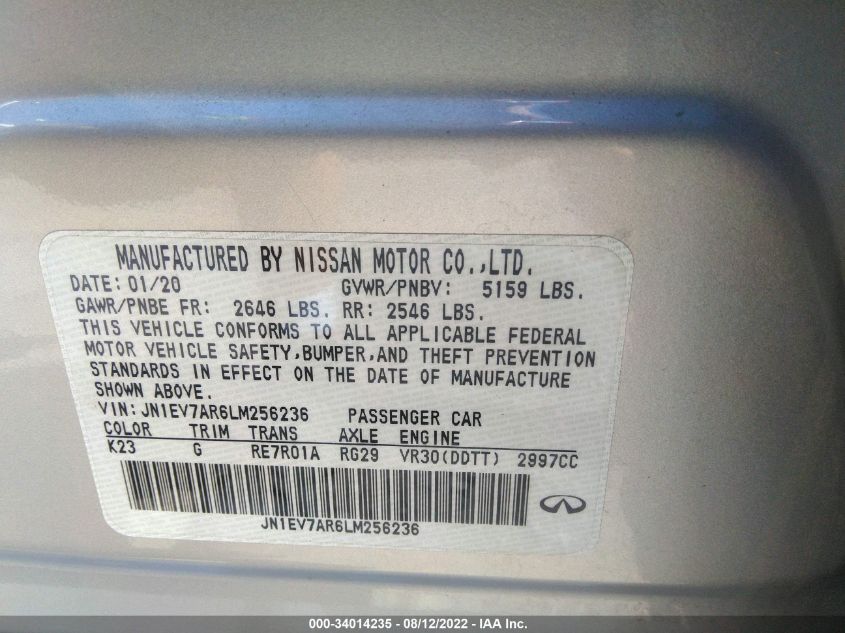 MANUFACTURED BY NISSAN MOTOR CO.,LTD.
DATE: 01/20 GVWR/PNBV: 5159 LBS.
GAWR/PNBE FR: 2646 LBS. RR: 2546 LBS.
THIS VEHICLE CONFORMS TO ALL APPLICABLE FEDERAL
MOTOR VEHICLE SAFETY,BUMPER,AND THEFT PREVENTION
STANDARDS IN EFFECT ON THE DATE OF MANUFACTURE
SHOWN ABOVE.
VIN: JN1EV7AR6LM256236 PASSENGER CAR
COLOR TRIM TRANS AXLE ENGINE
K23 G RE7R01A RG29 VR30(DDTT) 2997CC
JN1EV7AR6LM256236
000-34014235 - 08/12/2022 - IAA Inc.